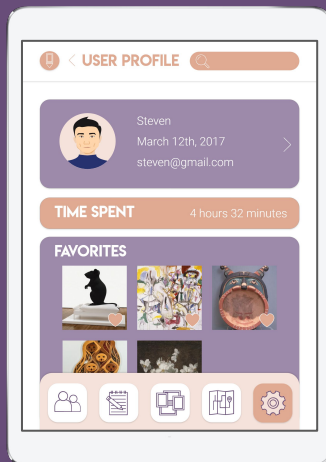 USER PROFILE
Steven
March 12th, 2017
steven@gmail.com
TIME SPENT 4 hours 32 minutes
FAVORITES